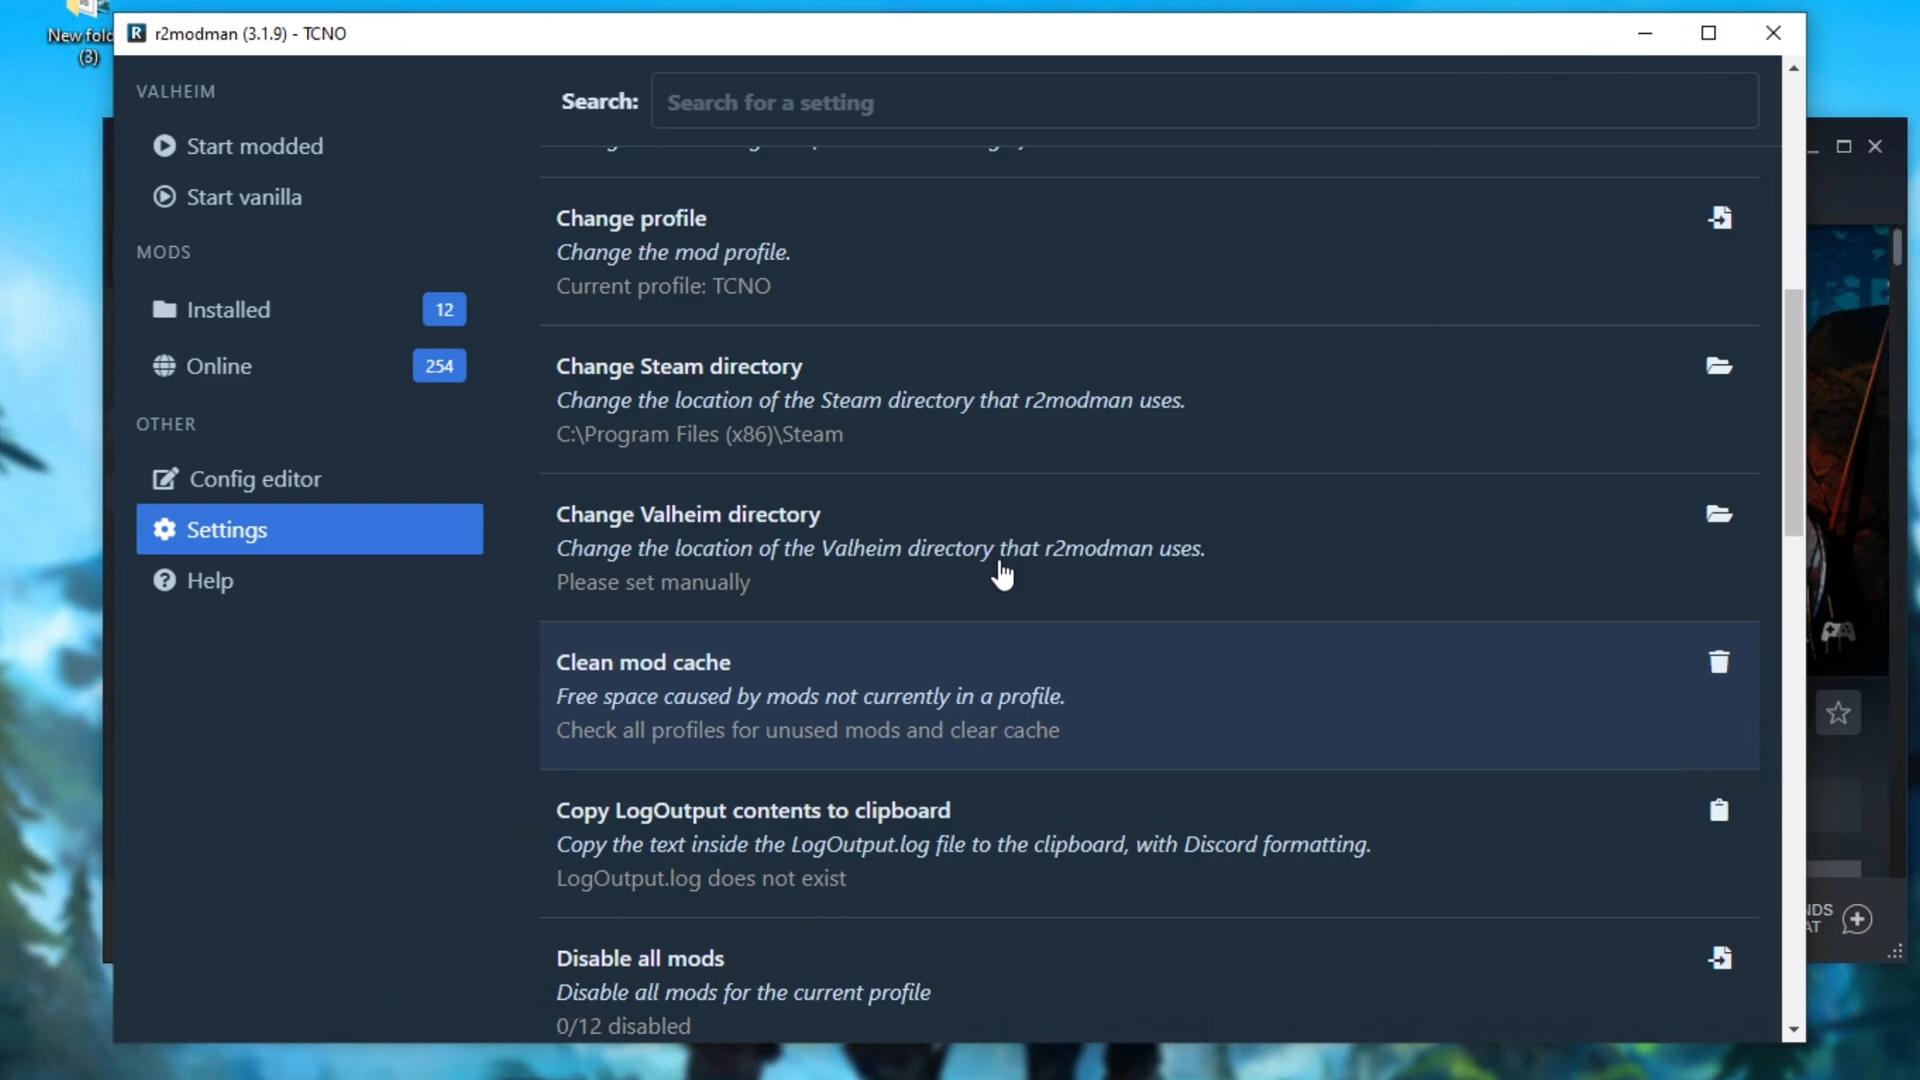 New fold
(3)
r2modman (3.1.9) - TCNO
VALHEIM
Start modded
Start vanilla
MODS
Installed
12
Online
254
OTHER
Config editor
Settings
Help
Search:
Search for a setting
Change profile
Change the mod profile.
Current profile: TCNO
Change Steam directory
Change the location of the Steam directory that r2modman uses.
C:\Program Files (x86)\Steam
Change Valheim directory
Change the location of the Valheim directory that r2modman uses.
Please set manually
Clean mod cache
Free space caused by mods not currently in a profile.
Check all profiles for unused mods and clear cache
Copy LogOutput contents to clipboard
Copy the text inside the LogOutput.log file to the clipboard, with Discord formatting.
LogOutput.log does not exist
Disable all mods
Disable all mods for the current profile
0/12 disabled
NDS
AT